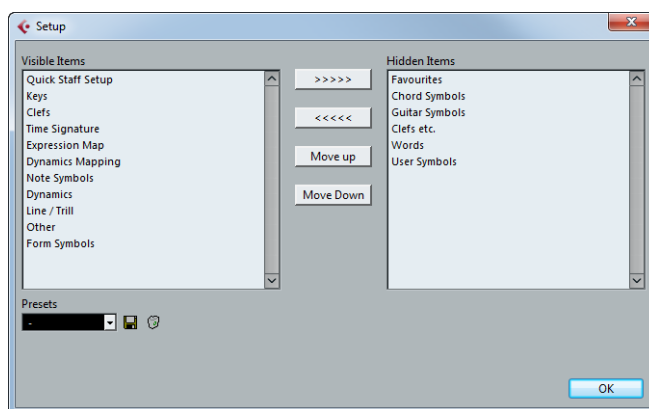 Setup
Visible Items
Quick Staff Setup
Keys
Clefs
Time Signature
Expression Map
Dynamics Mapping
Note Symbols
Dynamics
Line / Trill
Other
Form Symbols
>>>>>
<<<<<
Move up
Move Down
Hidden Items
Favourites
Chord Symbols
Guitar Symbols
Clefs etc.
Words
User Symbols
Presets
-
OK